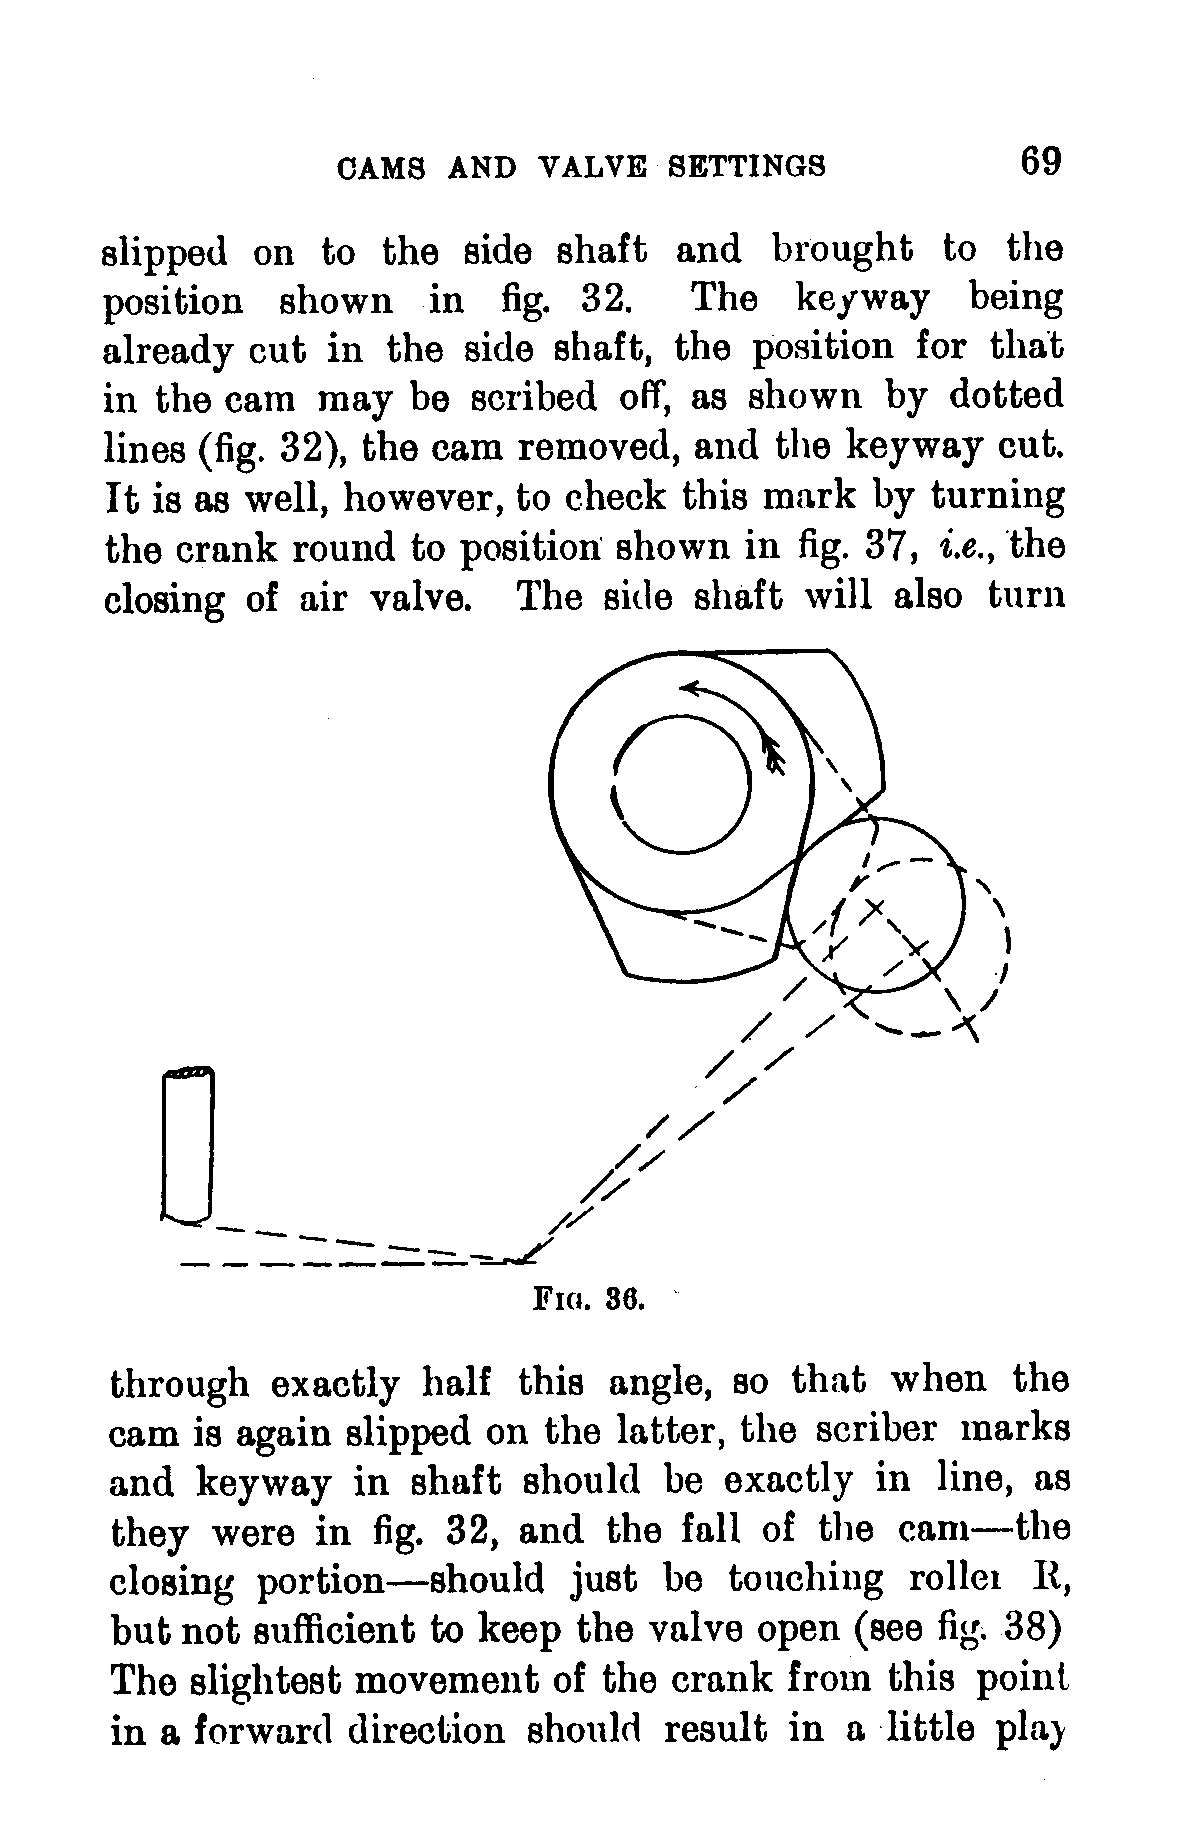 CAMS AND VALVE SETTINGS 69
slipped on to the side shaft and brought to the
position shown in fig. 32. The keyway being
already cut in the side shaft, the position for that
in the cam may be scribed off, as shown by dotted
lines (fig. 32), the cam removed, and the keyway cut.
It is as well, however, to check this mark by turning
the crank round to position shown in fig. 37, i.e., the
closing of air valve. The side shaft will also turn
FIG. 36.
through exactly half this angle, so that when the
cam is again slipped on the latter, the scriber marks
and keyway in shaft should be exactly in line, as
they were in fig. 32, and the fall of the cam—the
closing portion—should just be touching roller R,
but not sufficient to keep the valve open (see fig. 38)
The slightest movement of the crank from this point
in a forward direction should result in a little play